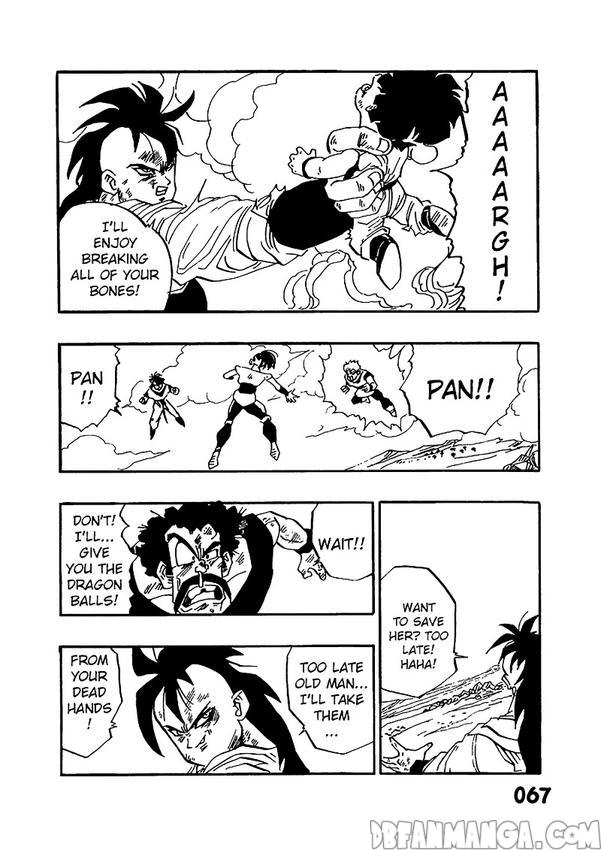 AAAAAARGH!
I'LL
ENJOY
BREAKING
ALL OF YOUR
BONES!
PAN
!!
PAN!!
DON'T!
I'LL...
GIVE
YOU THE
DRAGON
BALLS!
WAIT!!
WANT
TO SAVE
HER? TOO
LATE!
HAHA!
FROM
YOUR
DEAD
HANDS
!
TOO LATE
OLD MAN...
I'LL TAKE
THEM
...
067
DBFANMANGA.COM